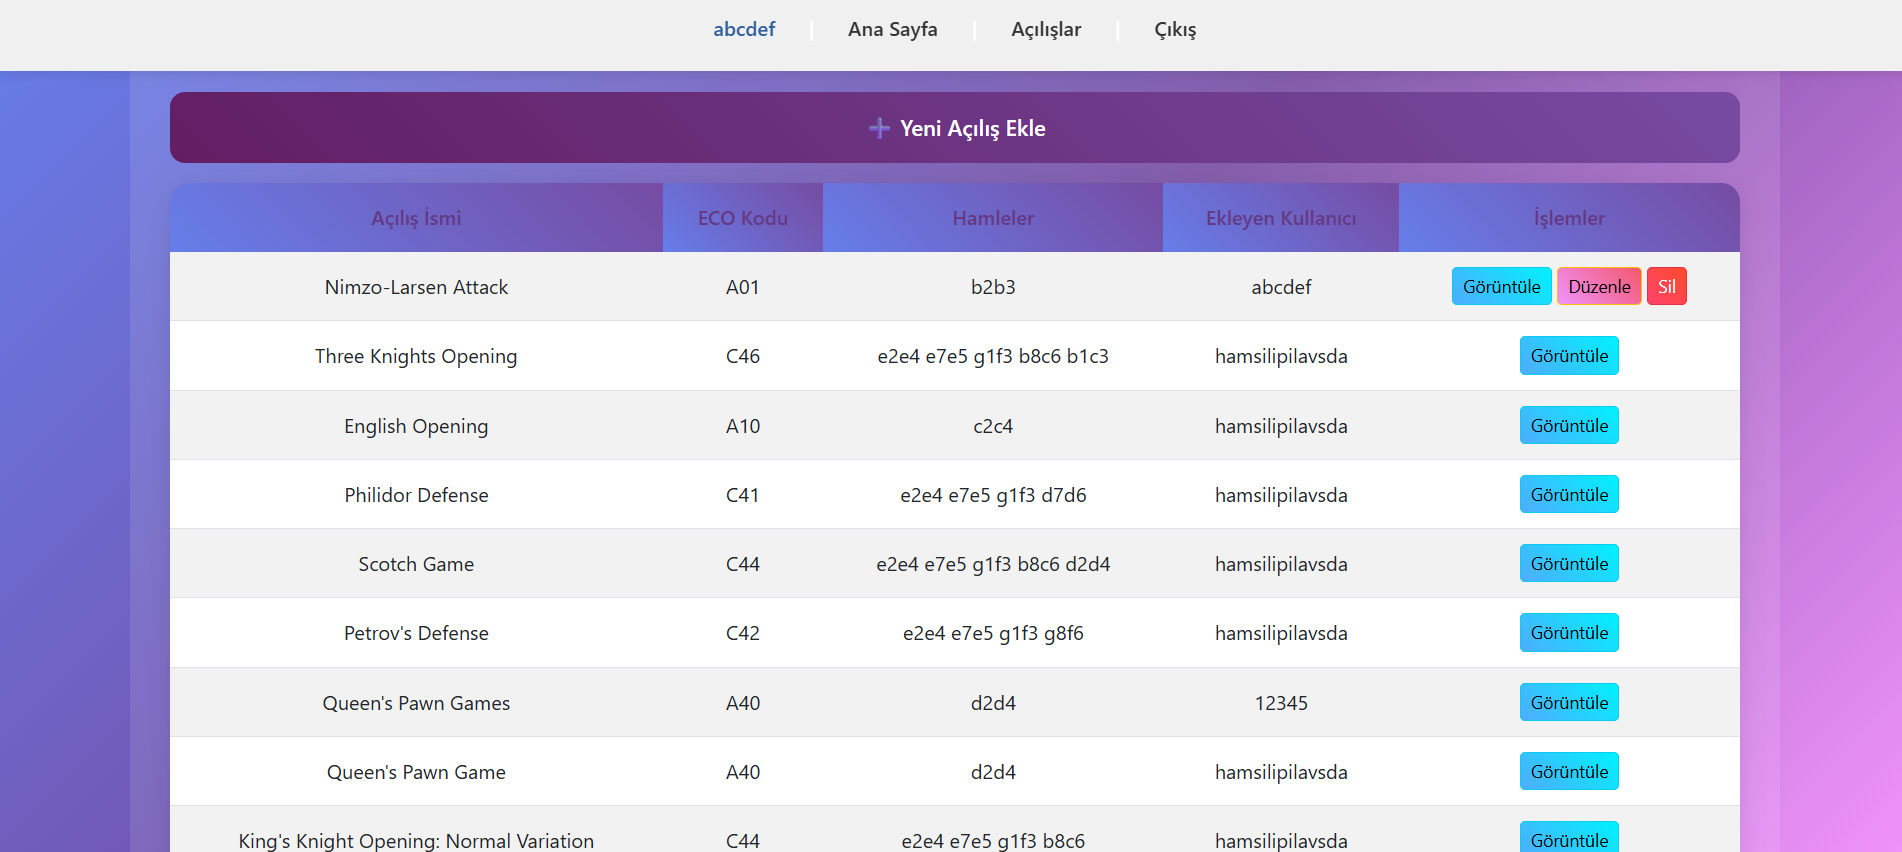 abcdef | Ana Sayfa | Açılışlar | Çıkış
➕ Yeni Açılış Ekle
Açılış İsmi ECO Kodu Hamleler Ekleyen Kullanıcı İşlemler
Nimzo-Larsen Attack A01 b2b3 abcdef Görüntüle Düzenle Sil
Three Knights Opening C46 e2e4 e7e5 g1f3 b8c6 b1c3 hamsilipilavsda Görüntüle
English Opening A10 c2c4 hamsilipilavsda Görüntüle
Philidor Defense C41 e2e4 e7e5 g1f3 d7d6 hamsilipilavsda Görüntüle
Scotch Game C44 e2e4 e7e5 g1f3 b8c6 d2d4 hamsilipilavsda Görüntüle
Petrov's Defense C42 e2e4 e7e5 g1f3 g8f6 hamsilipilavsda Görüntüle
Queen's Pawn Games A40 d2d4 12345 Görüntüle
Queen's Pawn Game A40 d2d4 hamsilipilavsda Görüntüle
King's Knight Opening: Normal Variation C44 e2e4 e7e5 g1f3 b8c6 hamsilipilavsda Görüntüle